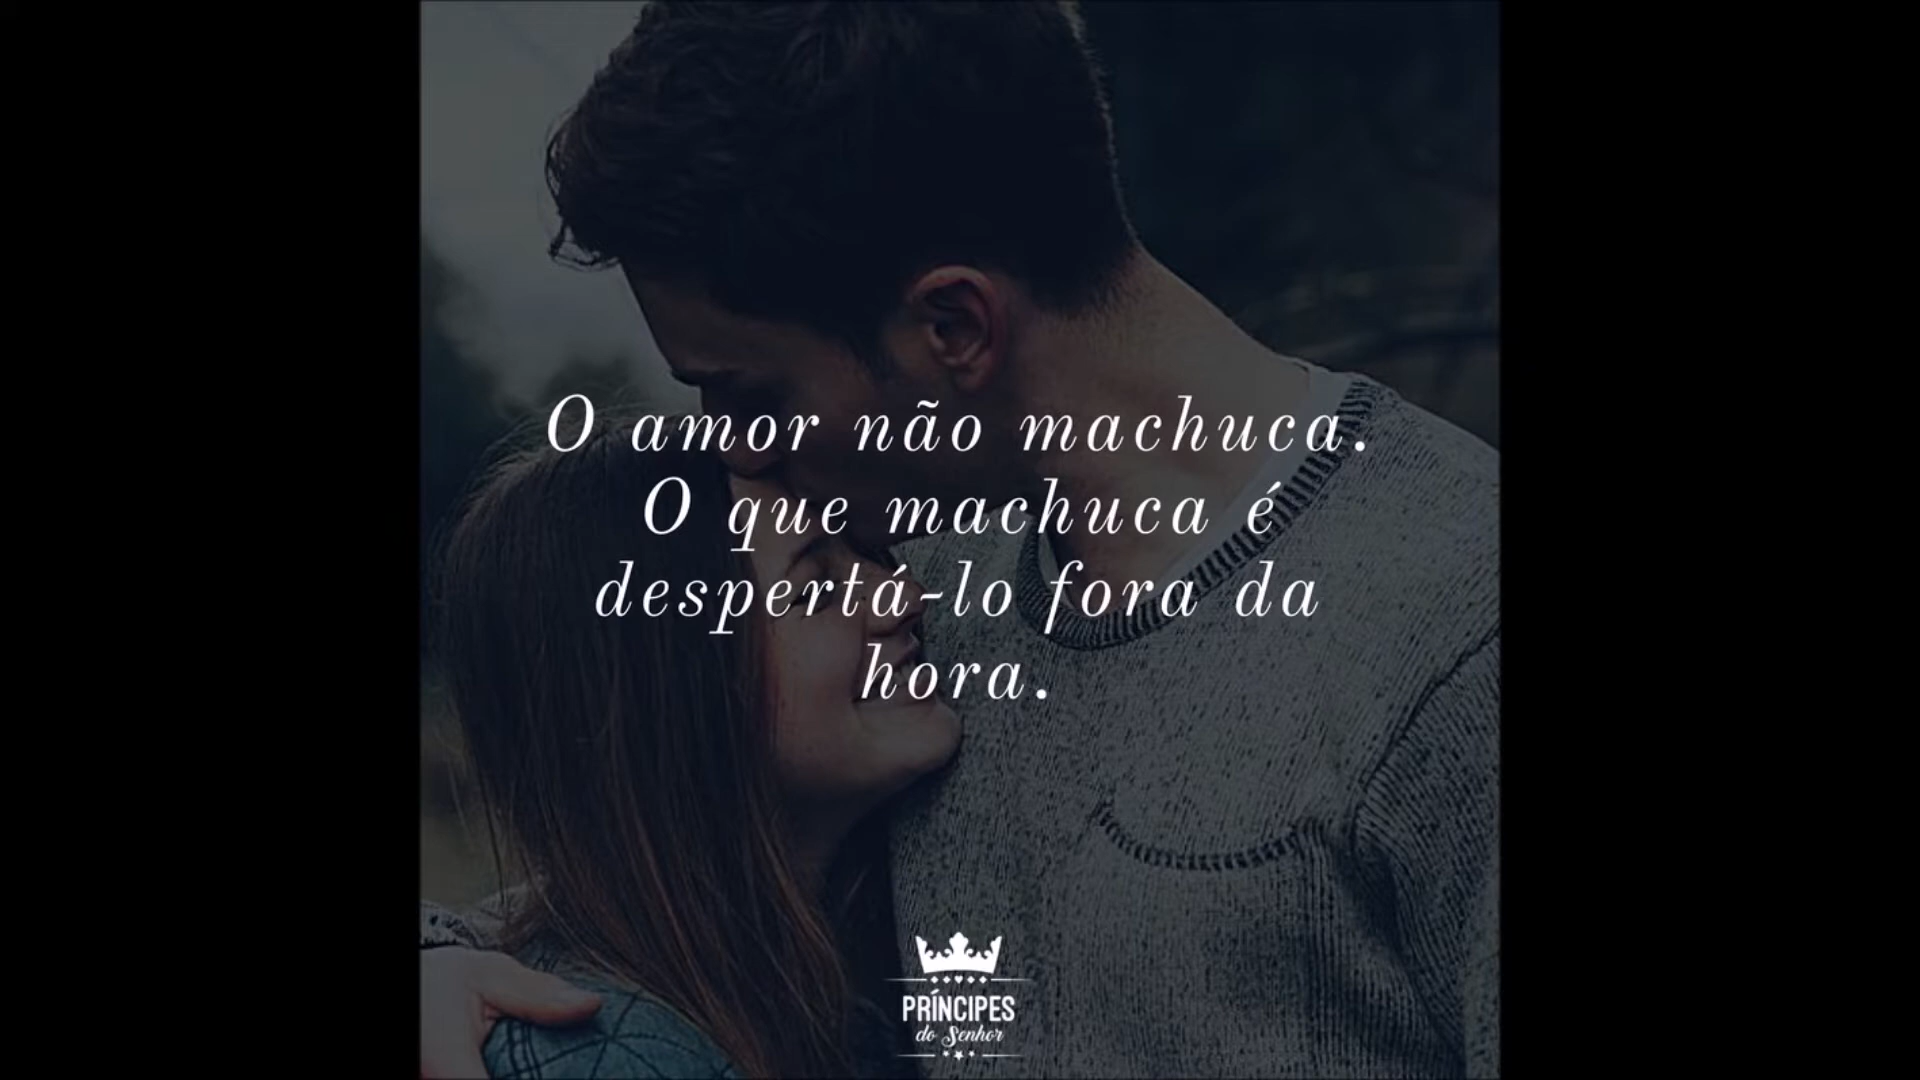 O amor não machuca.
O que machuca é
despertá-lo fora da
hora.
PRÍNCIPES
do Senhor